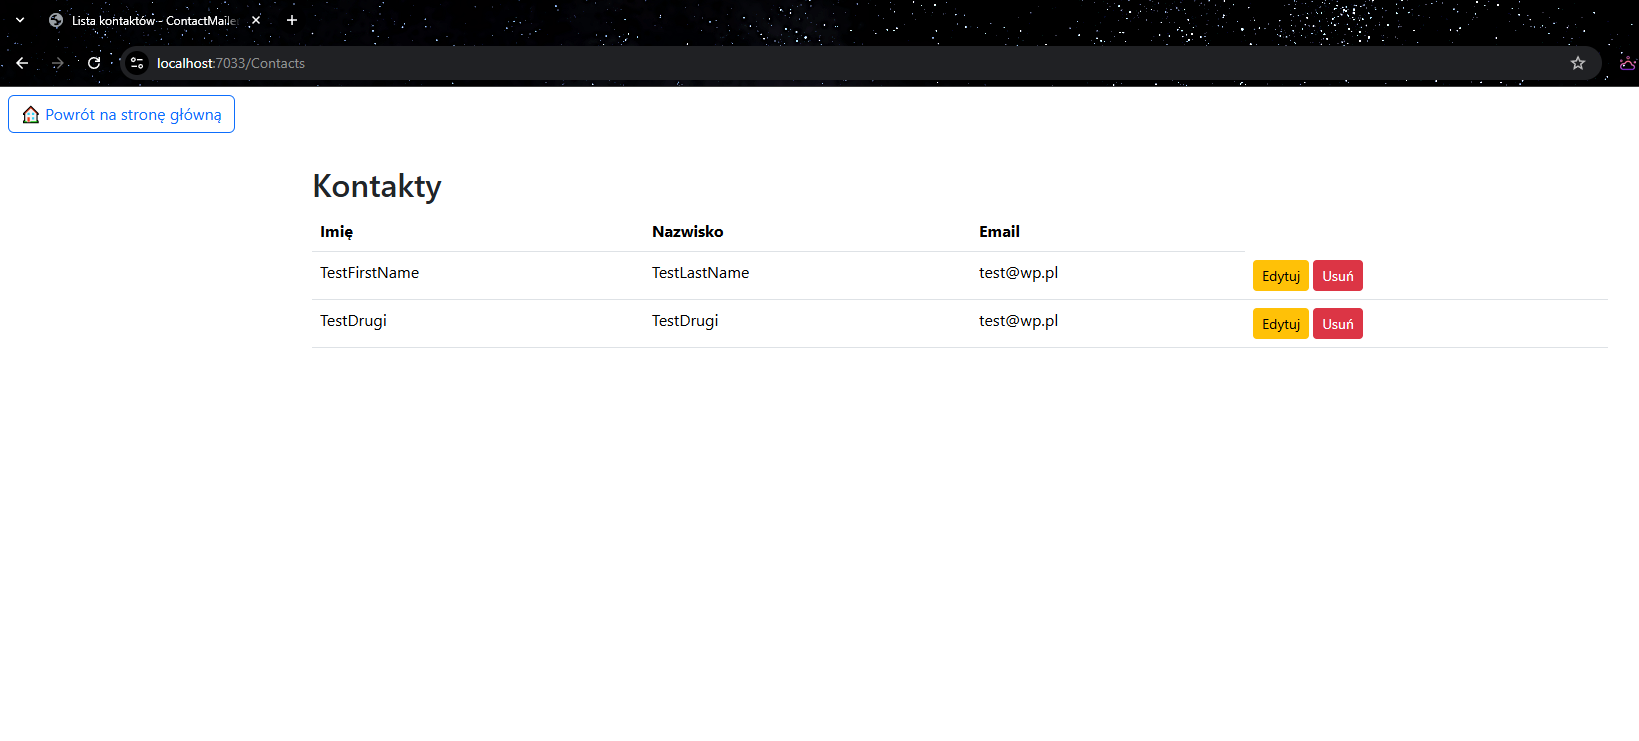 Lista kontaktów - ContactMaile
localhost:7033/Contacts
Powrót na stronę główną
Kontakty
Imię Nazwisko Email
TestFirstName TestLastName test@wp.pl Edytuj Usuń
TestDrugi TestDrugi test@wp.pl Edytuj Usuń